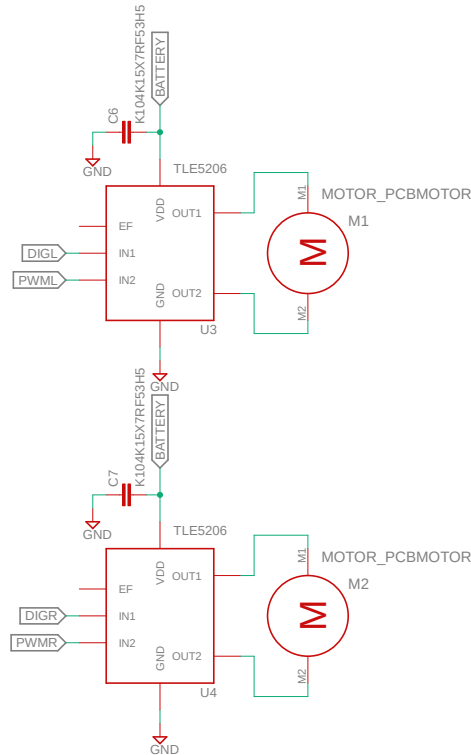 BATTERY
K104K15X7RF53H5
C6
GND
TLE5206
VDD
OUT1
EF
IN1
IN2
OUT2
GND
U3
DIGL
PWML
M1
MOTOR_PCBMOTOR
M1
M
M2
GND
BATTERY
K104K15X7RF53H5
C7
GND
TLE5206
VDD
OUT1
EF
IN1
IN2
OUT2
GND
U4
DIGR
PWMR
M1
MOTOR_PCBMOTOR
M2
M
M2
GND